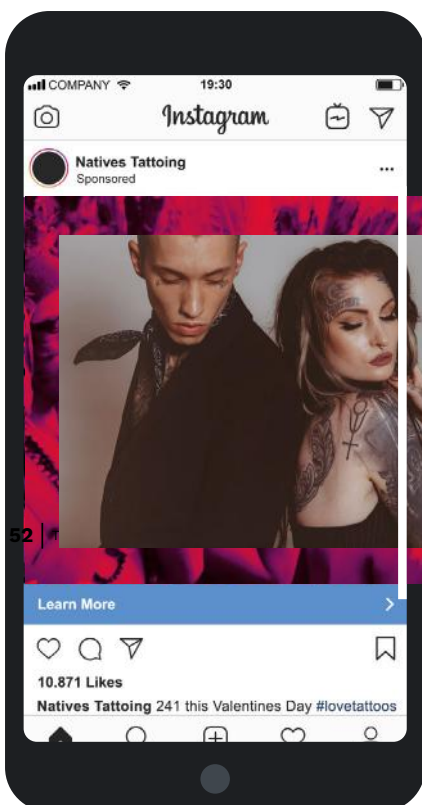 COMPANY 19:30
Instagram
Natives Tattoing
Sponsored
52
Learn More
10.871 Likes
Natives Tattoing 241 this Valentines Day #lovetattoos